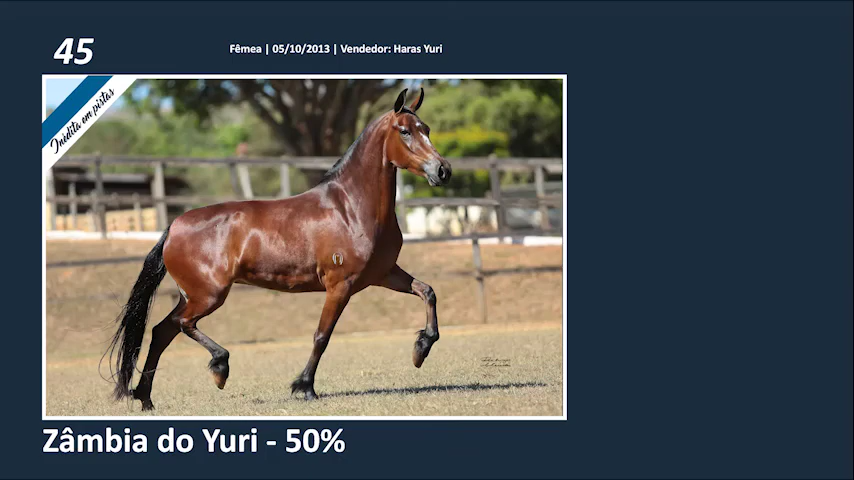 45
Fêmea | 05/10/2013 | Vendedor: Haras Yuri
Inédita em pistas
Zâmbia do Yuri - 50%